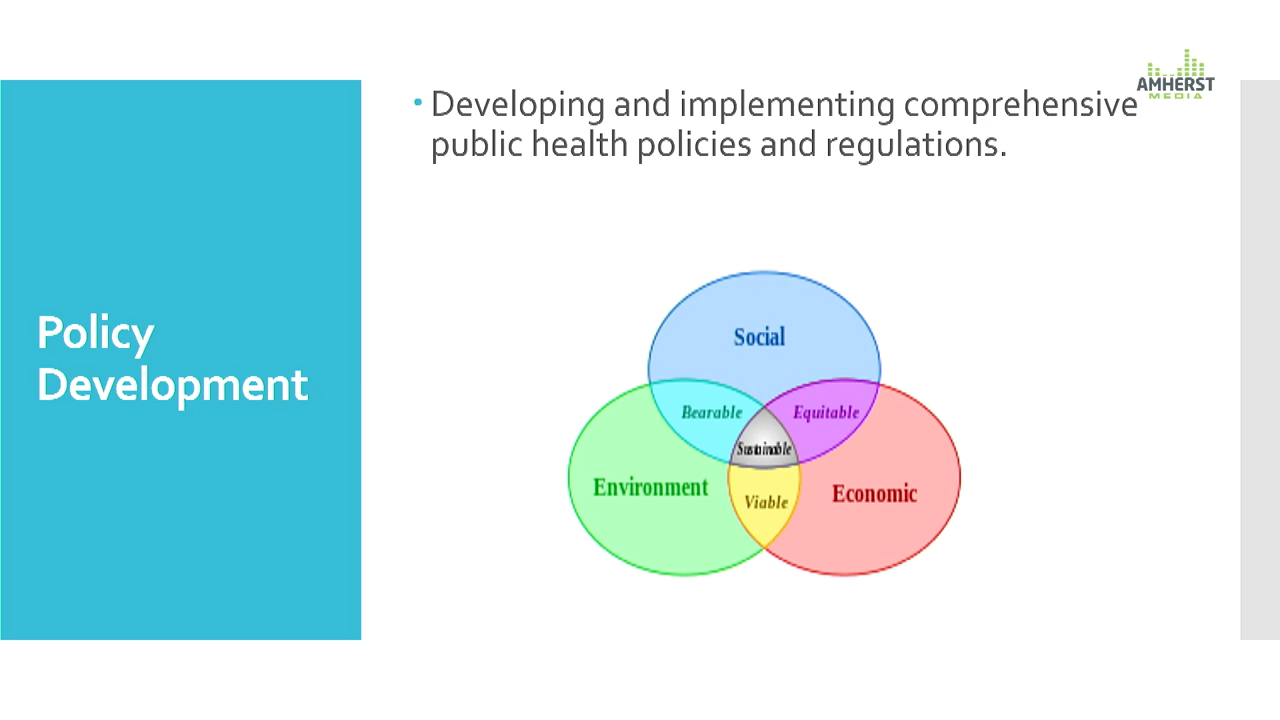 AMHERST
MEDIA
• Developing and implementing comprehensive
public health policies and regulations.
Policy
Development
Social
Bearable
Equitable
Sustainable
Environment
Economic
Viable